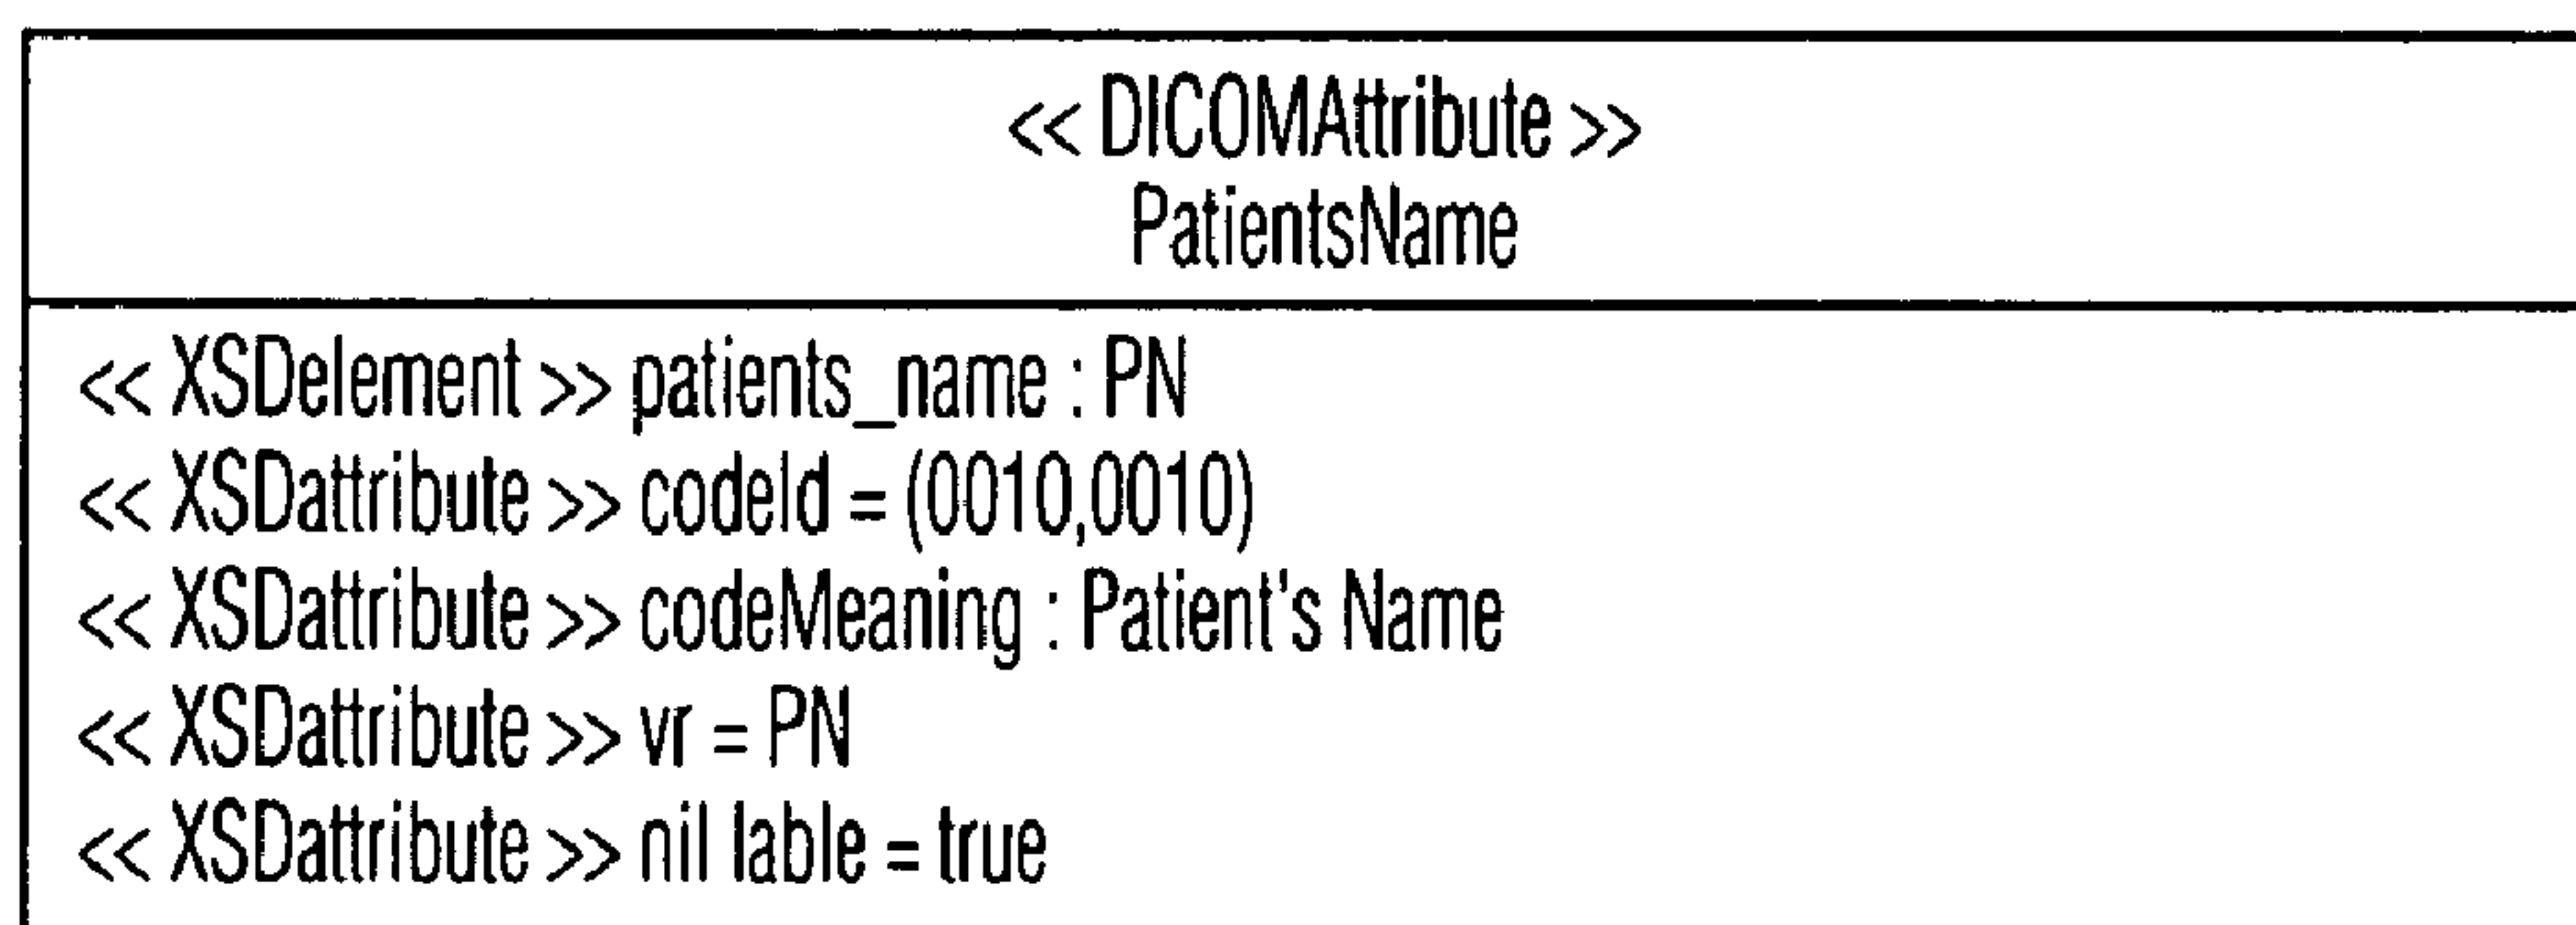 << DICOMAttribute >>
PatientsName
<< XSDelement >> patients_name : PN
<< XSDattribute >> codeId = (0010,0010)
<< XSDattribute >> codeMeaning : Patient's Name
<< XSDattribute >> vr = PN
<< XSDattribute >> nil lable = true